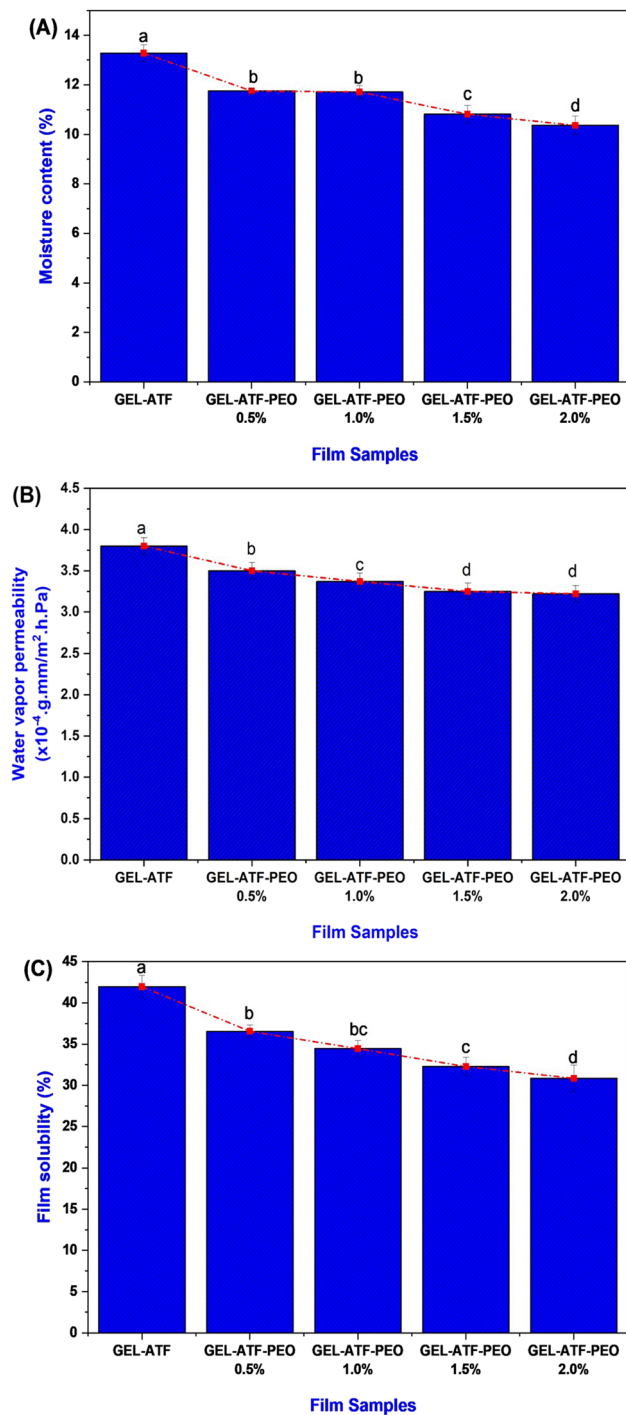 (A)
14
12
10
8
6
4
2
0
Moisture content (%)
a
b
b
c
d
GEL-ATF GEL-ATF-PEO GEL-ATF-PEO GEL-ATF-PEO GEL-ATF-PEO
0.5% 1.0% 1.5% 2.0%
Film Samples
(B)
4.5
4.0
3.5
3.0
2.5
2.0
1.5
1.0
0.5
0.0
Water vapor permeability
(x10⁻⁴.g.mm/m².h.Pa)
a
b
c
d
d
GEL-ATF GEL-ATF-PEO GEL-ATF-PEO GEL-ATF-PEO GEL-ATF-PEO
0.5% 1.0% 1.5% 2.0%
Film Samples
(C)
45
40
35
30
25
20
15
10
5
0
Film solubility (%)
a
b
bc
c
d
GEL-ATF GEL-ATF-PEO GEL-ATF-PEO GEL-ATF-PEO GEL-ATF-PEO
0.5% 1.0% 1.5% 2.0%
Film Samples